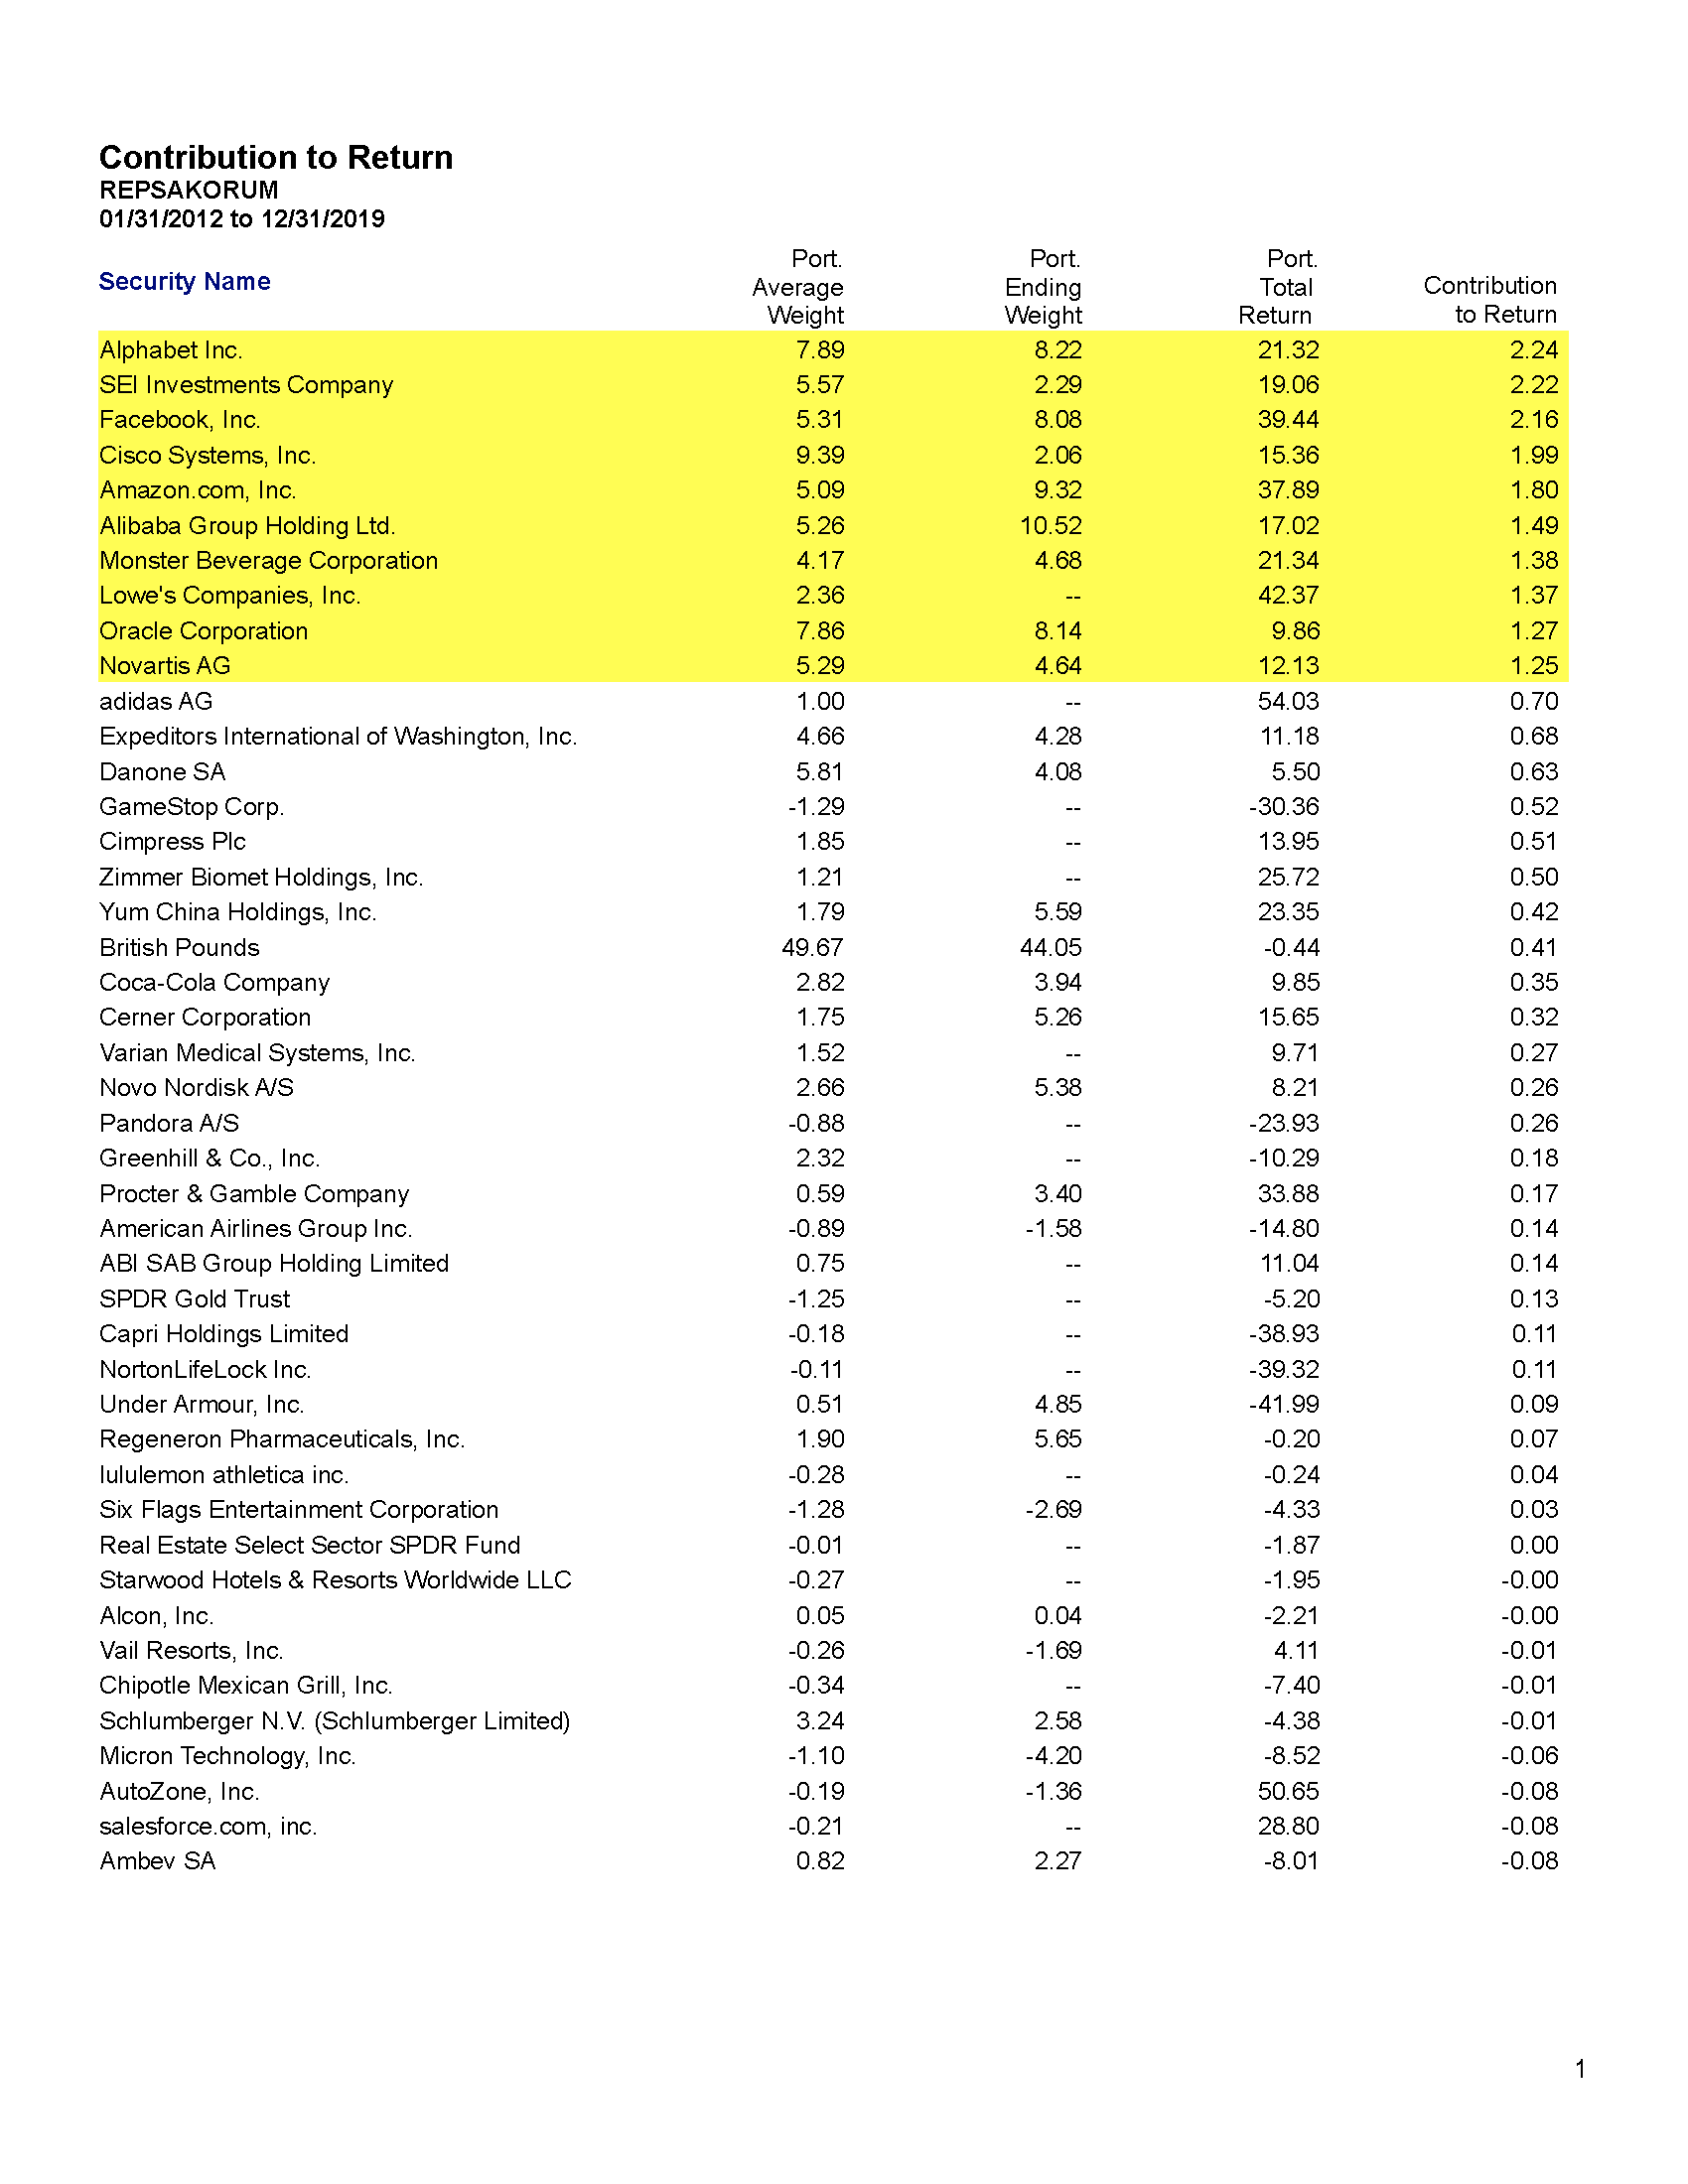 Contribution to Return
REPSAKORUM
01/31/2012 to 12/31/2019
Security Name Port. Average Weight Port. Ending Weight Port. Total Return Contribution to Return
Alphabet Inc. 7.89 8.22 21.32 2.24
SEI Investments Company 5.57 2.29 19.06 2.22
Facebook, Inc. 5.31 8.08 39.44 2.16
Cisco Systems, Inc. 9.39 2.06 15.36 1.99
Amazon.com, Inc. 5.09 9.32 37.89 1.80
Alibaba Group Holding Ltd. 5.26 10.52 17.02 1.49
Monster Beverage Corporation 4.17 4.68 21.34 1.38
Lowe's Companies, Inc. 2.36 -- 42.37 1.37
Oracle Corporation 7.86 8.14 9.86 1.27
Novartis AG 5.29 4.64 12.13 1.25
adidas AG 1.00 -- 54.03 0.70
Expeditors International of Washington, Inc. 4.66 4.28 11.18 0.68
Danone SA 5.81 4.08 5.50 0.63
GameStop Corp. -1.29 -- -30.36 0.52
Cimpress Plc 1.85 -- 13.95 0.51
Zimmer Biomet Holdings, Inc. 1.21 -- 25.72 0.50
Yum China Holdings, Inc. 1.79 5.59 23.35 0.42
British Pounds 49.67 44.05 -0.44 0.41
Coca-Cola Company 2.82 3.94 9.85 0.35
Cerner Corporation 1.75 5.26 15.65 0.32
Varian Medical Systems, Inc. 1.52 -- 9.71 0.27
Novo Nordisk A/S 2.66 5.38 8.21 0.26
Pandora A/S -0.88 -- -23.93 0.26
Greenhill & Co., Inc. 2.32 -- -10.29 0.18
Procter & Gamble Company 0.59 3.40 33.88 0.17
American Airlines Group Inc. -0.89 -1.58 -14.80 0.14
ABI SAB Group Holding Limited 0.75 -- 11.04 0.14
SPDR Gold Trust -1.25 -- -5.20 0.13
Capri Holdings Limited -0.18 -- -38.93 0.11
NortonLifeLock Inc. -0.11 -- -39.32 0.11
Under Armour, Inc. 0.51 4.85 -41.99 0.09
Regeneron Pharmaceuticals, Inc. 1.90 5.65 -0.20 0.07
lululemon athletica inc. -0.28 -- -0.24 0.04
Six Flags Entertainment Corporation -1.28 -2.69 -4.33 0.03
Real Estate Select Sector SPDR Fund -0.01 -- -1.87 0.00
Starwood Hotels & Resorts Worldwide LLC -0.27 -- -1.95 -0.00
Alcon, Inc. 0.05 0.04 -2.21 -0.00
Vail Resorts, Inc. -0.26 -1.69 4.11 -0.01
Chipotle Mexican Grill, Inc. -0.34 -- -7.40 -0.01
Schlumberger N.V. (Schlumberger Limited) 3.24 2.58 -4.38 -0.01
Micron Technology, Inc. -1.10 -4.20 -8.52 -0.06
AutoZone, Inc. -0.19 -1.36 50.65 -0.08
salesforce.com, inc. -0.21 -- 28.80 -0.08
Ambev SA 0.82 2.27 -8.01 -0.08
1